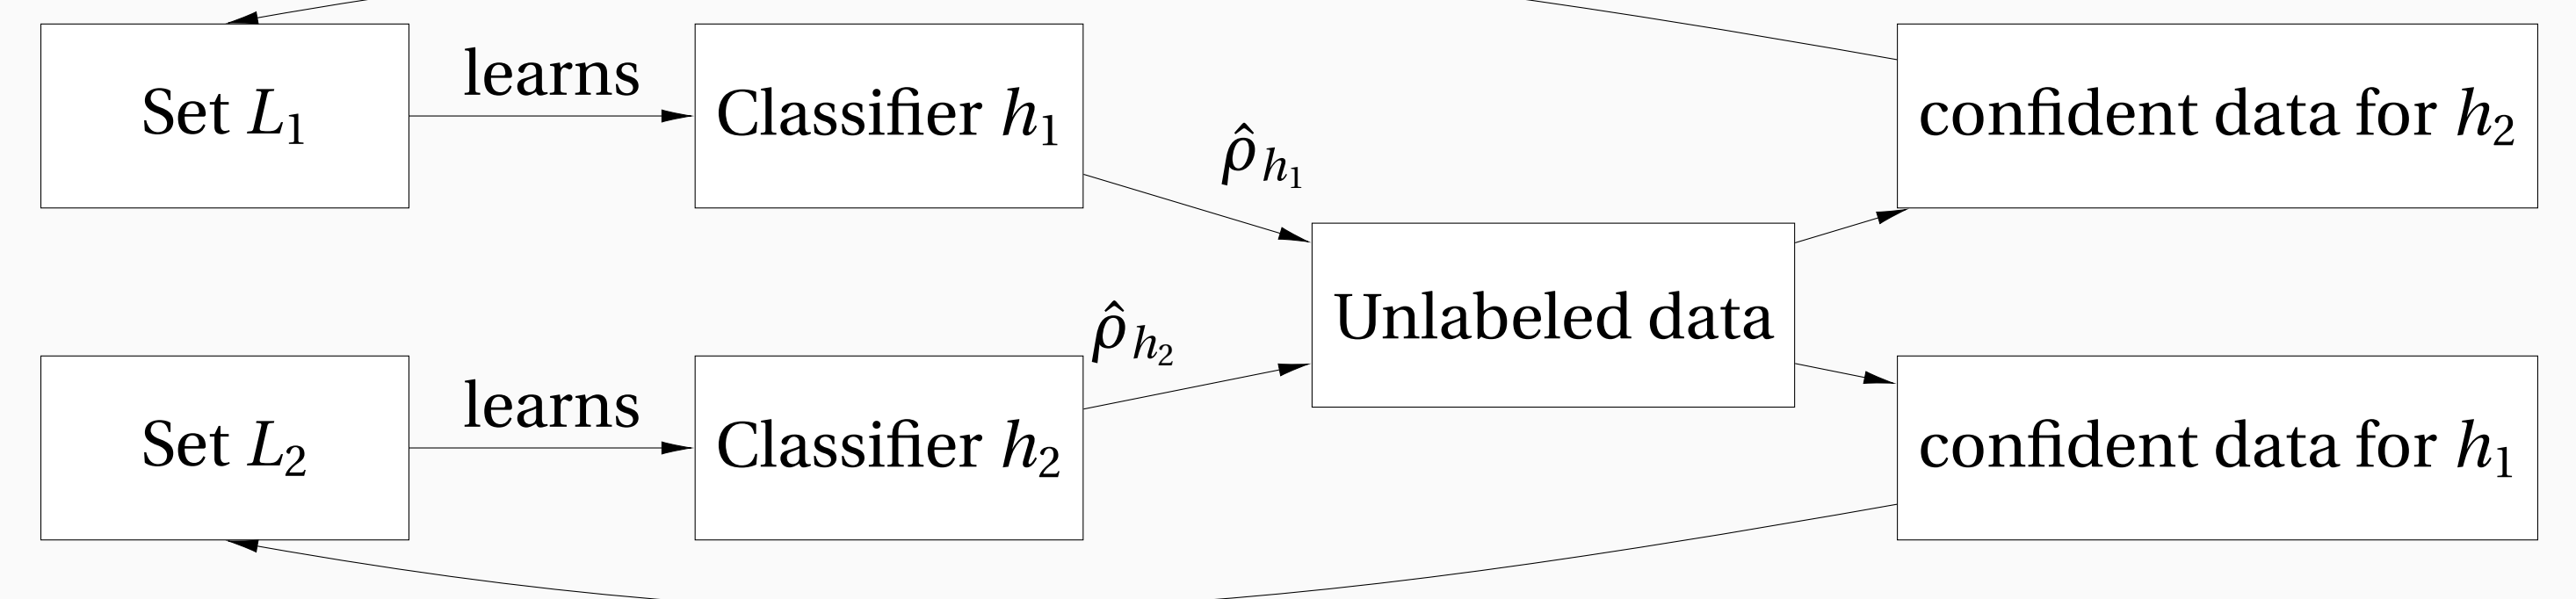 learns
Set L₁
Classifier h₁
confident data for h₂
ρ̂ₕ₁
Unlabeled data
ρ̂ₕ₂
learns
Set L₂
Classifier h₂
confident data for h₁